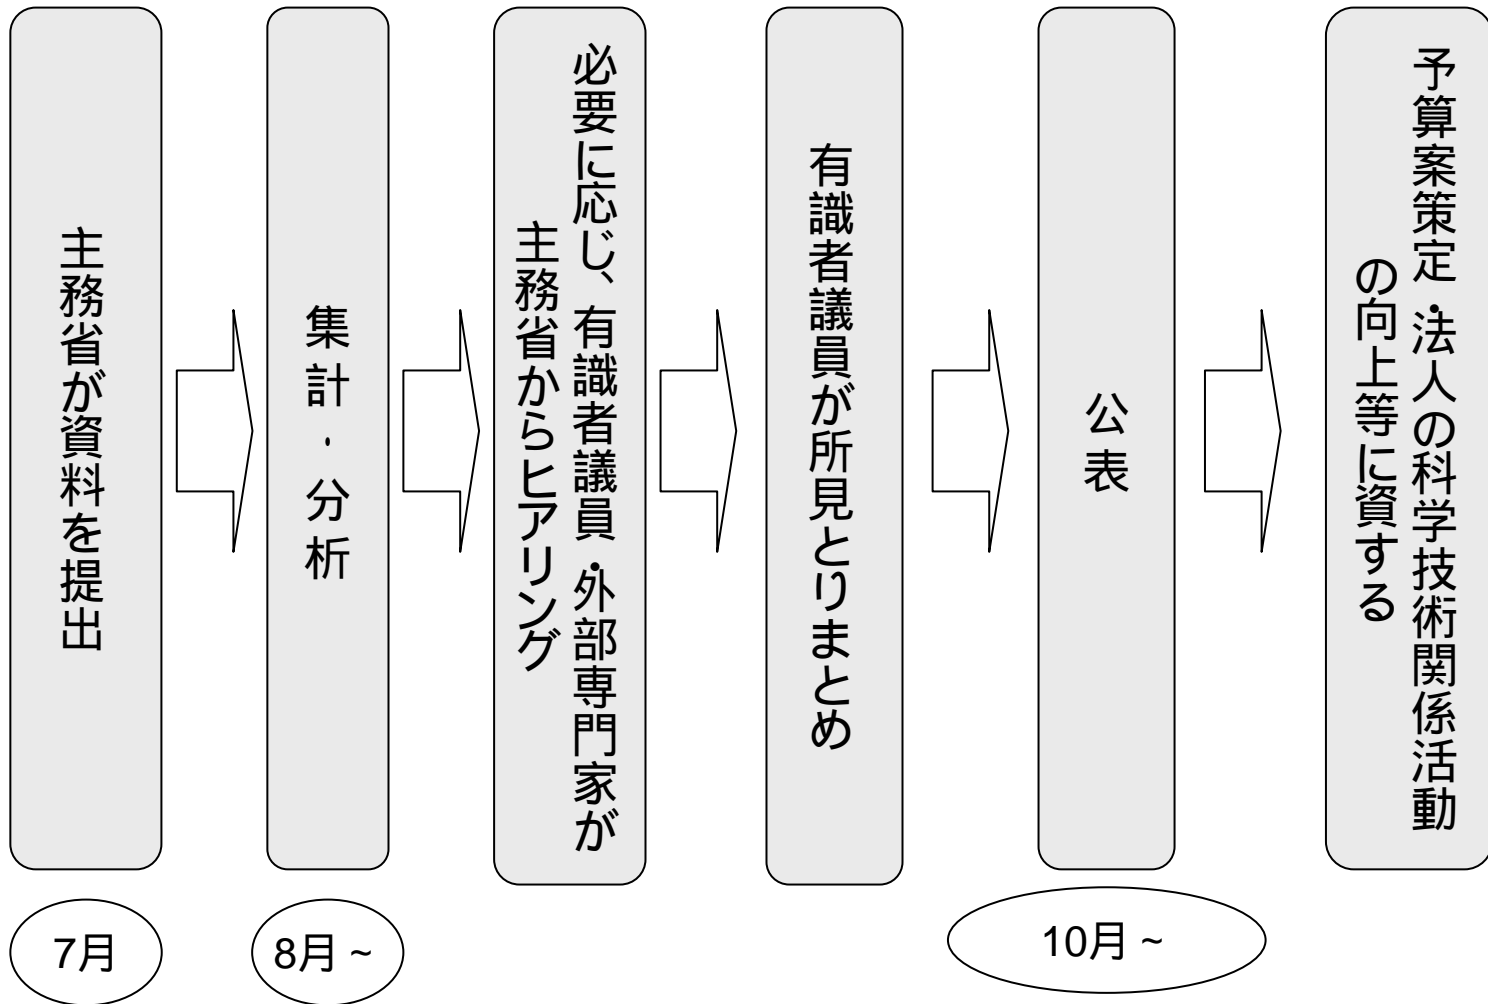 主務省が資料を提出
集計・分析
必要に応じ、有識者議員・外部専門家が
主務省からヒアリング
有識者議員が所見とりまとめ
公表
予算案策定・法人の科学技術関係活動
の向上等に資する
7月
8月 ~
10月 ~